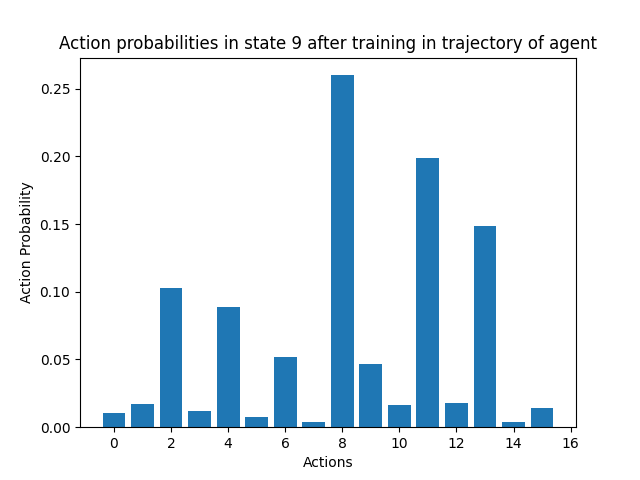 Action probabilities in state 9 after training in trajectory of agent
0.25
0.20
0.15
0.10
0.05
0.00
Action Probability
0 2 4 6 8 10 12 14 16
Actions